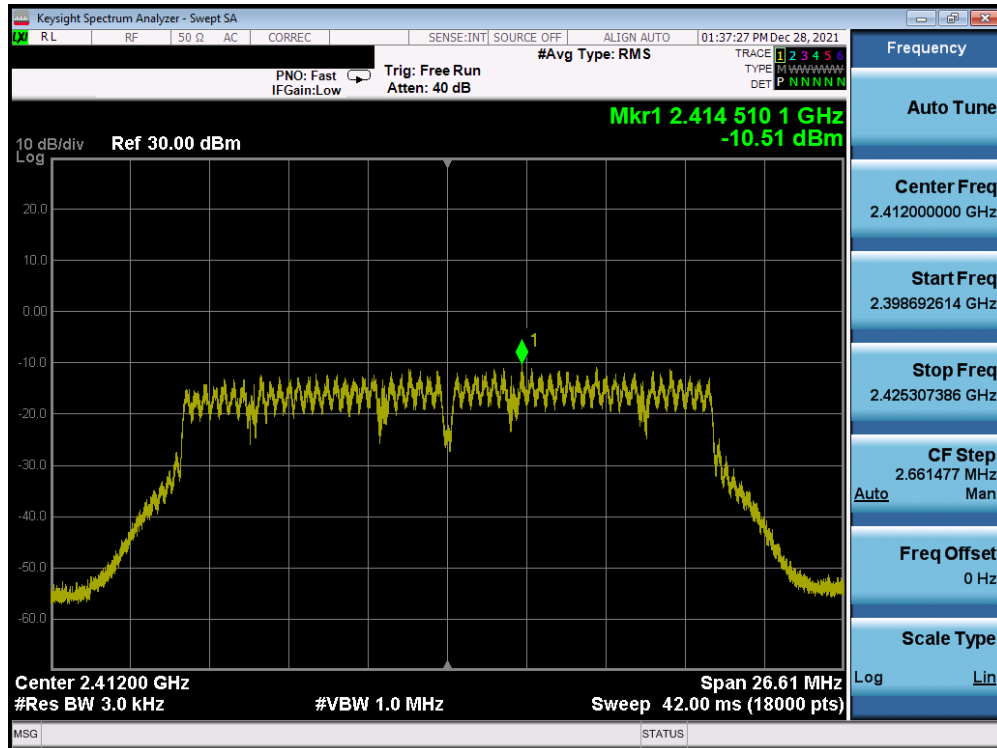 Keysight Spectrum Analyzer - Swept SA
LXI RL RF 50 Ω AC CORREC SENSE:INT SOURCE OFF ALIGN AUTO 01:37:27 PM Dec 28, 2021
#Avg Type: RMS
TRACE 1 2 3 4 5 6
PNO: Fast Trig: Free Run TYPE M WWWWW
IFGain:Low Atten: 40 dB DET P N N N N N
Mkr1 2.414 510 1 GHz
-10.51 dBm
10 dB/div Ref 30.00 dBm
Log
20.0
10.0
0.00
1
-10.0
-20.0
-30.0
-40.0
-50.0
-60.0
Center 2.41200 GHz Span 26.61 MHz
#Res BW 3.0 kHz #VBW 1.0 MHz Sweep 42.00 ms (18000 pts)
MSG STATUS
Frequency
Auto Tune
Center Freq
2.412000000 GHz
Start Freq
2.398692614 GHz
Stop Freq
2.425307386 GHz
CF Step
2.661477 MHz
Auto Man
Freq Offset
0 Hz
Scale Type
Log Lin